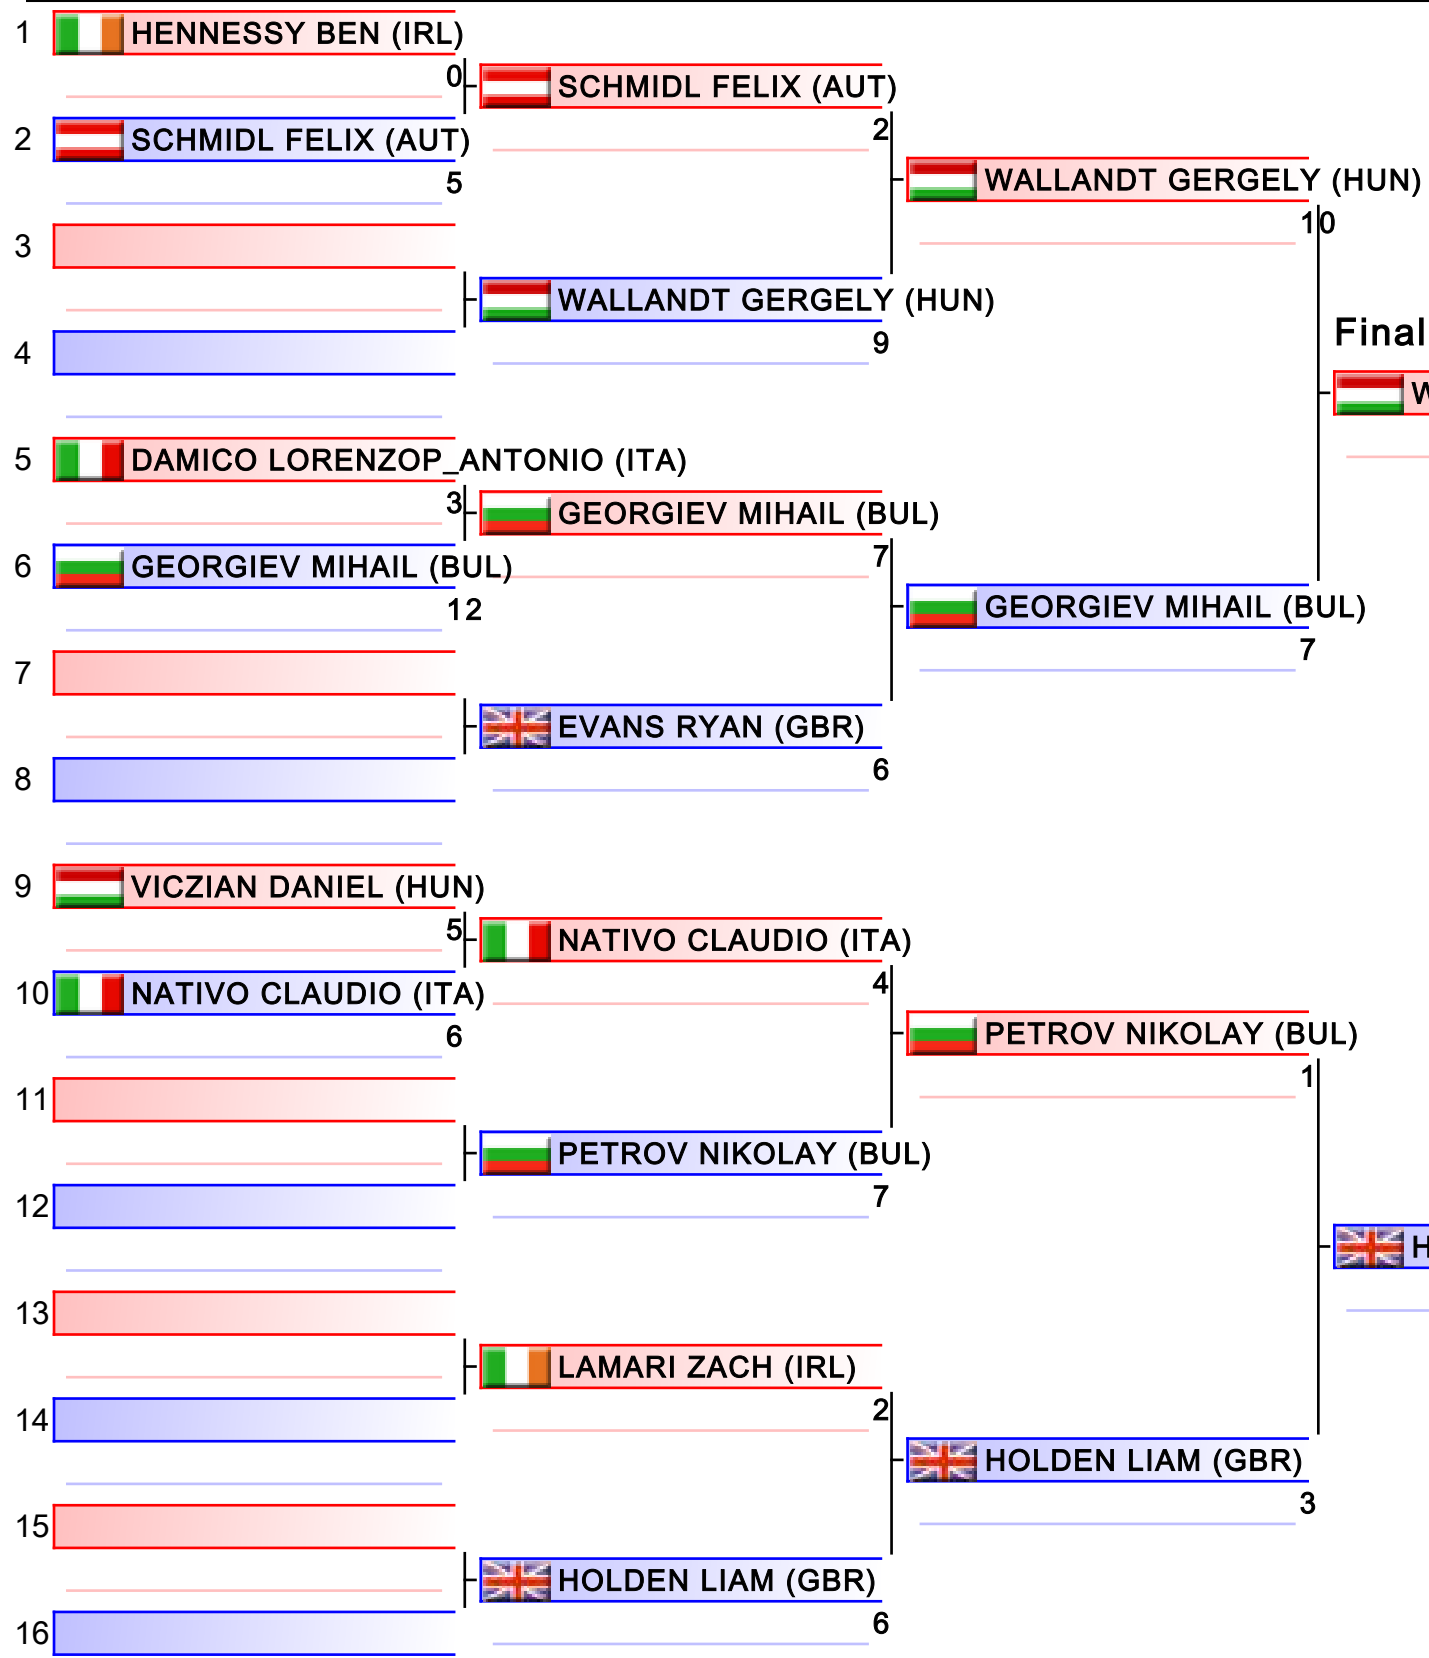 1 HENNESSY BEN (IRL)
0
SCHMIDL FELIX (AUT)
2
2 SCHMIDL FELIX (AUT)
5
WALLANDT GERGELY (HUN)
10
3
WALLANDT GERGELY (HUN)
9
4
Final
W
5 DAMICO LORENZOP_ANTONIO (ITA)
3
GEORGIEV MIHAIL (BUL)
7
6 GEORGIEV MIHAIL (BUL)
12
GEORGIEV MIHAIL (BUL)
7
7
EVANS RYAN (GBR)
6
8
9 VICZIAN DANIEL (HUN)
5
NATIVO CLAUDIO (ITA)
4
10 NATIVO CLAUDIO (ITA)
6
PETROV NIKOLAY (BUL)
1
11
PETROV NIKOLAY (BUL)
7
12
H
13
LAMARI ZACH (IRL)
2
14
HOLDEN LIAM (GBR)
3
15
HOLDEN LIAM (GBR)
6
16